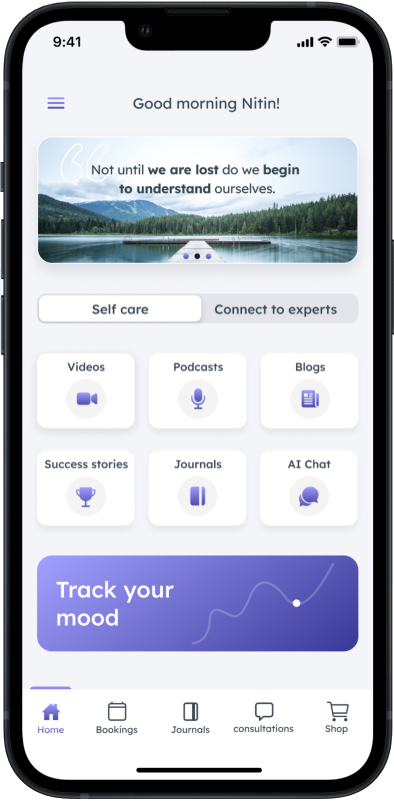 9:41
Good morning Nitin!
Not until we are lost do we begin
to understand ourselves.
Self care
Connect to experts
Videos
Podcasts
Blogs
Success stories
Journals
AI Chat
Track your
mood
Home
Bookings
Journals
consultations
Shop